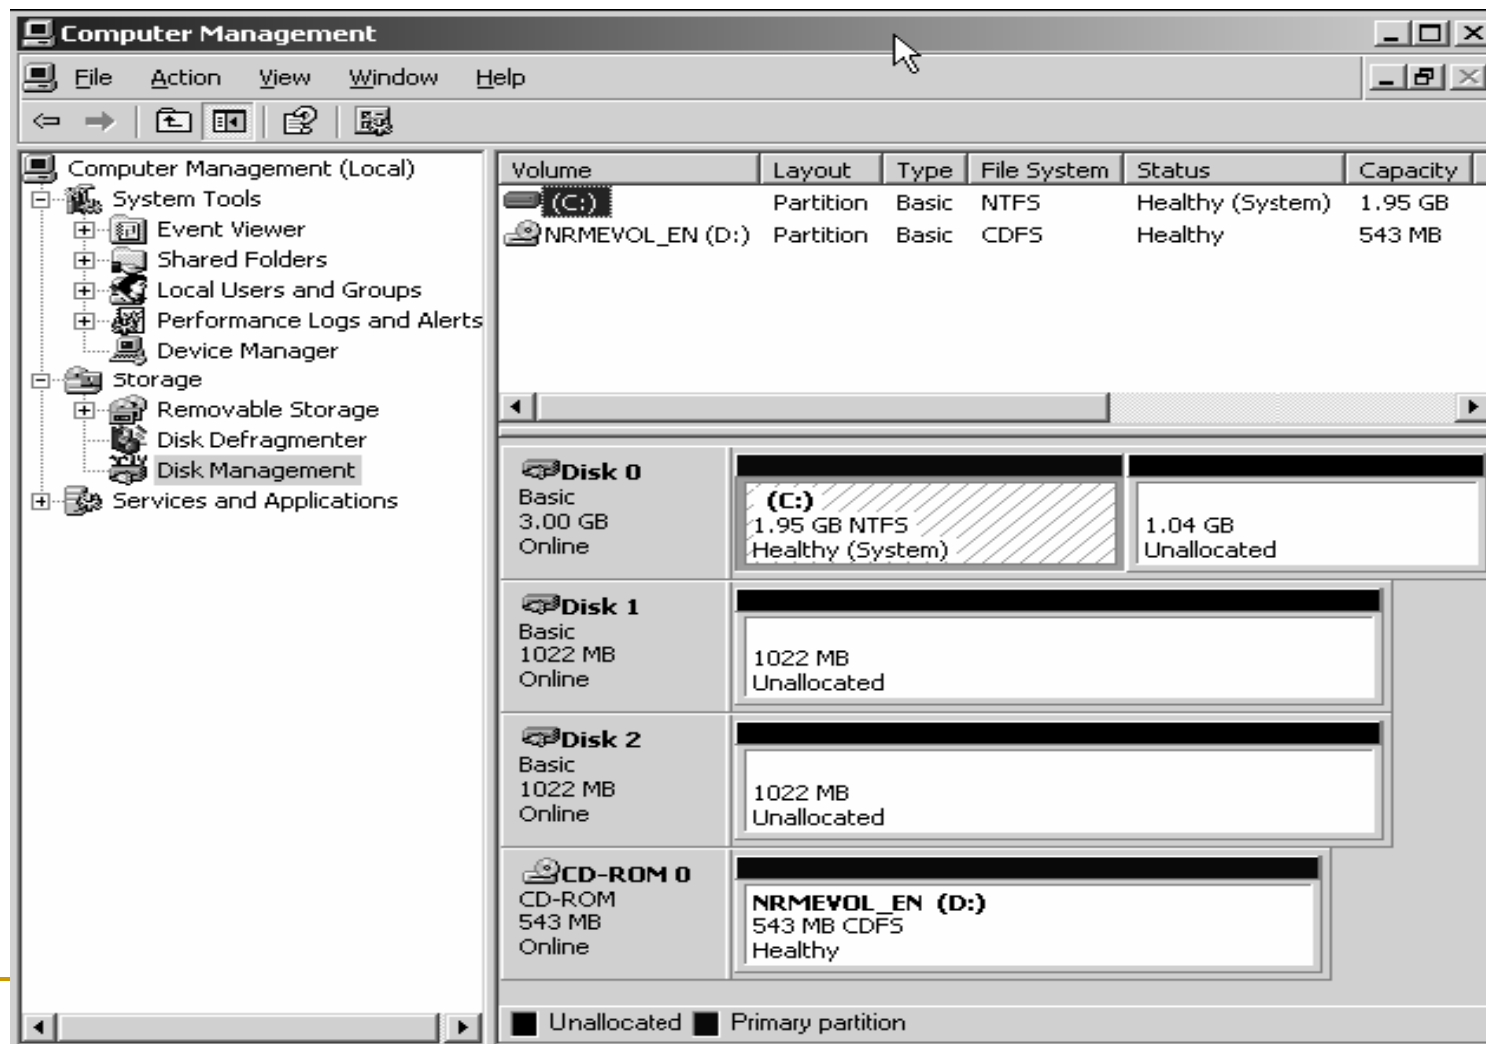 Computer Management
File Action View Window Help
Computer Management (Local)
System Tools
Event Viewer
Shared Folders
Local Users and Groups
Performance Logs and Alerts
Device Manager
Storage
Removable Storage
Disk Defragmenter
Disk Management
Services and Applications
Volume Layout Type File System Status Capacity
(C:) Partition Basic NTFS Healthy (System) 1.95 GB
NRMEVOL_EN (D:) Partition Basic CDFS Healthy 543 MB
Disk 0
Basic
3.00 GB
Online
(C:)
1.95 GB NTFS
Healthy (System)
1.04 GB
Unallocated
Disk 1
Basic
1022 MB
Online
1022 MB
Unallocated
Disk 2
Basic
1022 MB
Online
1022 MB
Unallocated
CD-ROM 0
CD-ROM
543 MB
Online
NRMEVOL_EN (D:)
543 MB CDFS
Healthy
Unallocated Primary partition